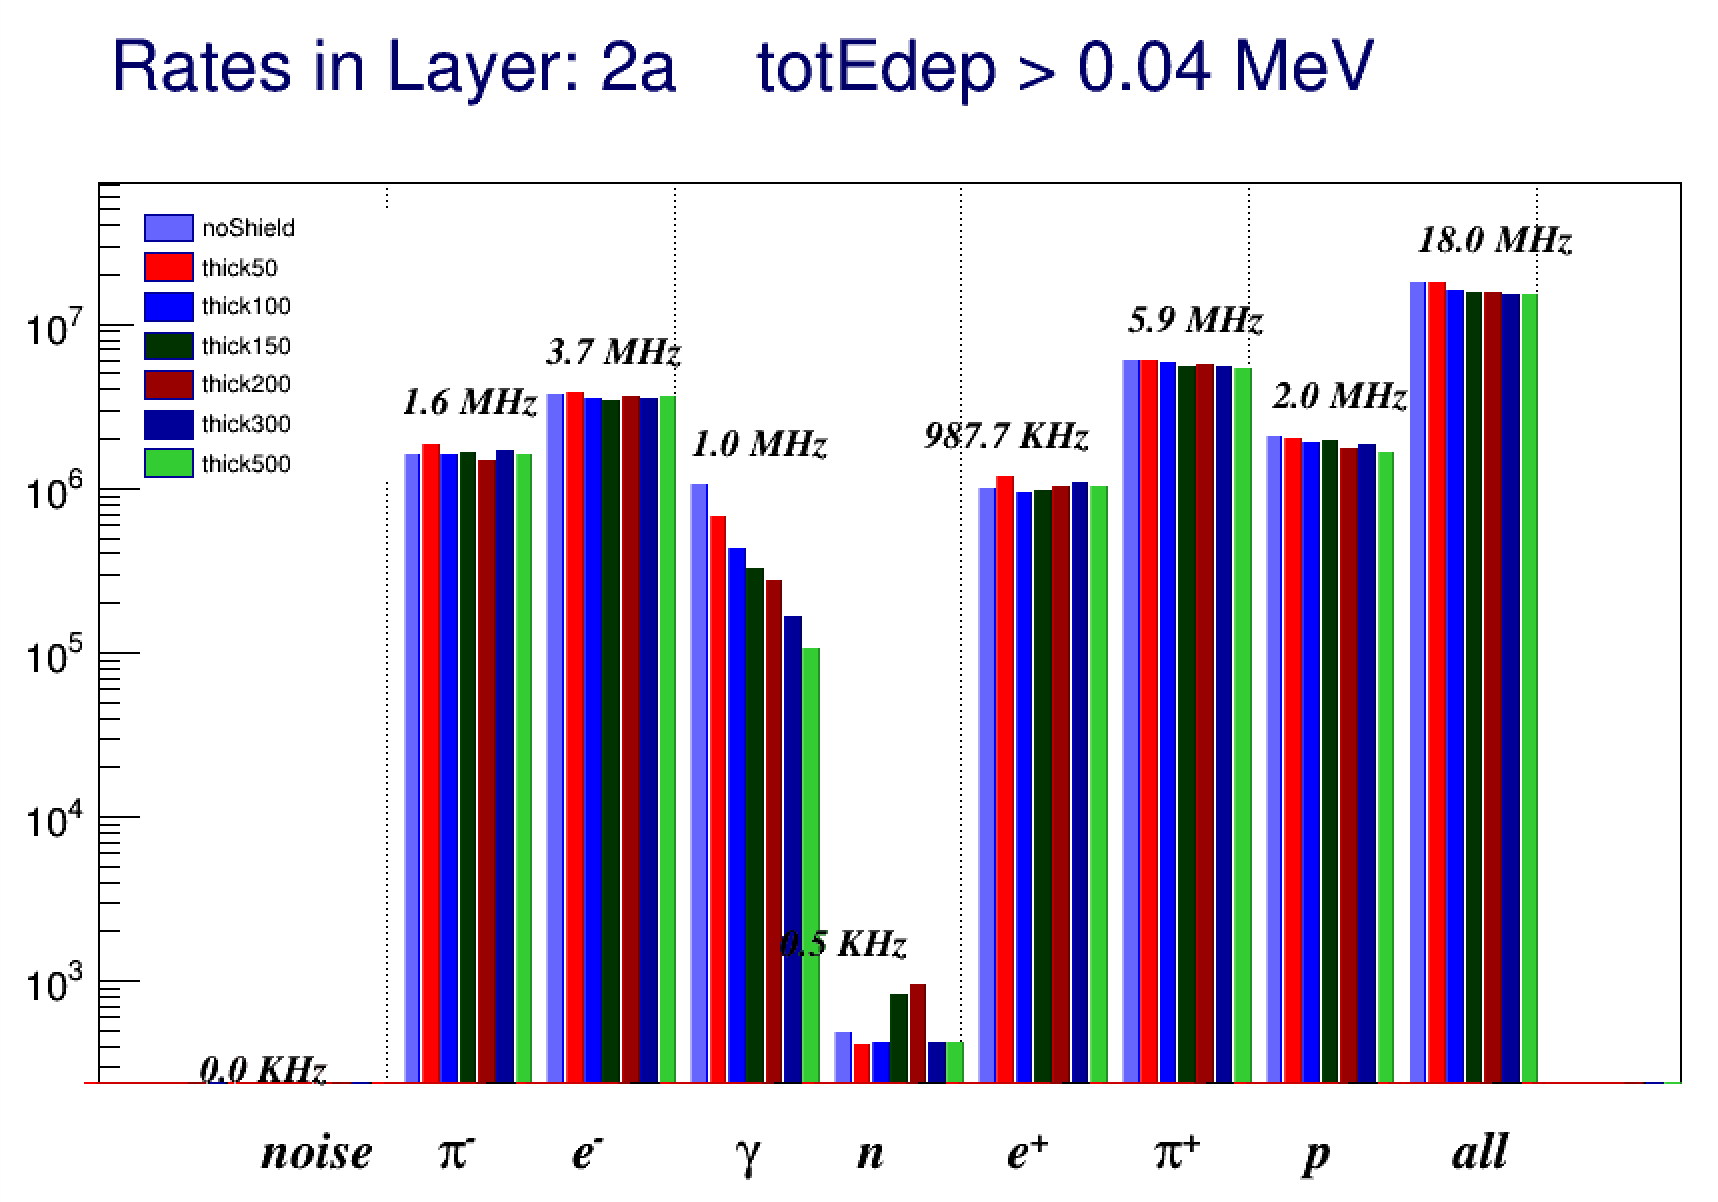 Rates in Layer: 2a totEdep > 0.04 MeV
noShield
thick50
thick100
thick150
thick200
thick300
thick500
10⁷
10⁶
10⁵
10⁴
10³
0.0 KHz
1.6 MHz
3.7 MHz
1.0 MHz
0.5 KHz
987.7 KHz
5.9 MHz
2.0 MHz
18.0 MHz
noise π⁻ e⁻ γ n e⁺ π⁺ p all